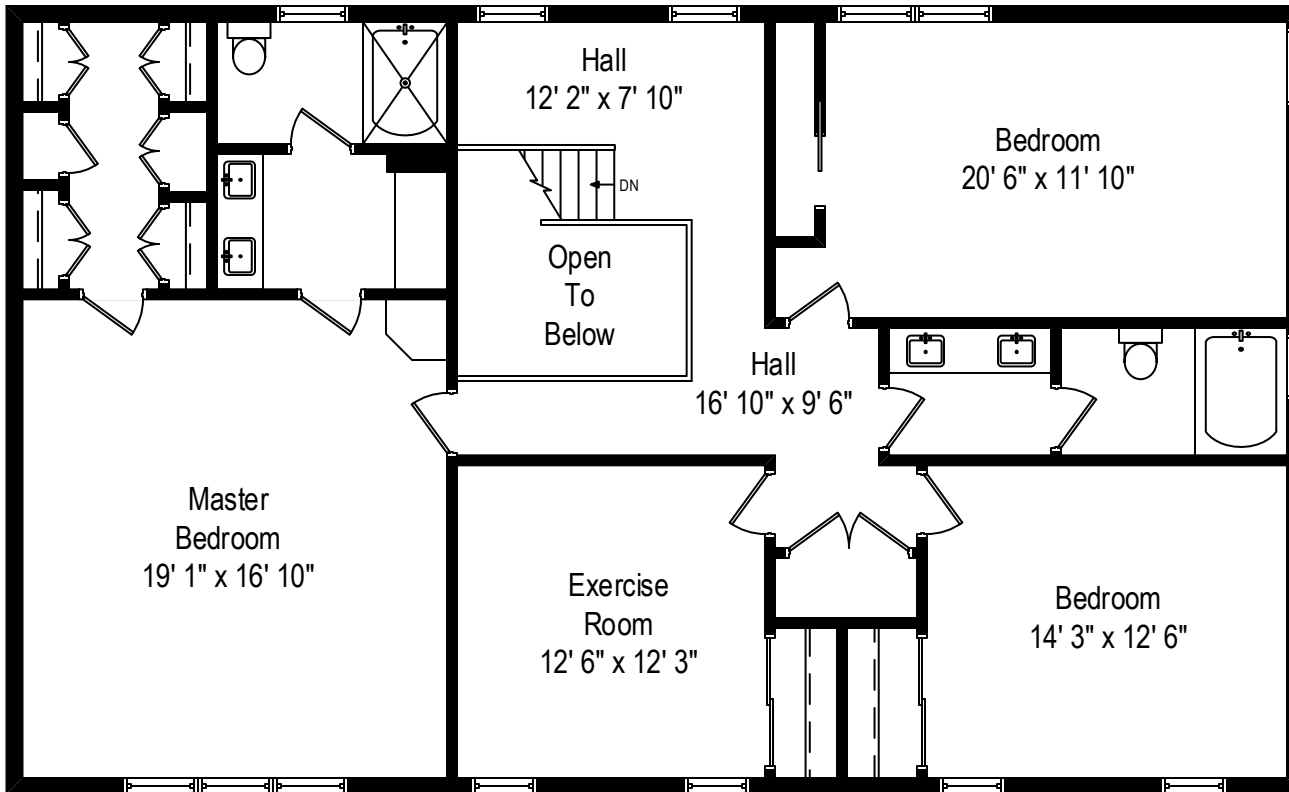 Hall
12' 2" x 7' 10"
Bedroom
20' 6" x 11' 10"
DN
Open
To
Below
Hall
16' 10" x 9' 6"
Master
Bedroom
19' 1" x 16' 10"
Exercise
Room
12' 6" x 12' 3"
Bedroom
14' 3" x 12' 6"